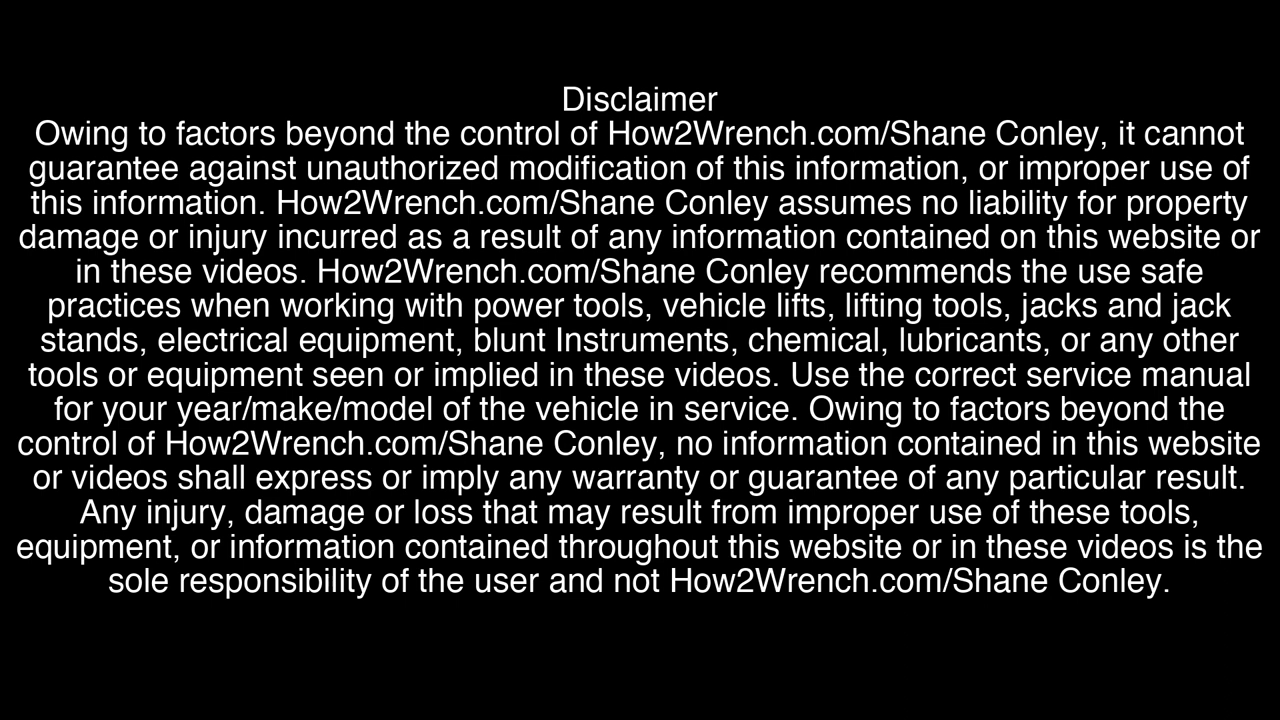 Disclaimer
Owing to factors beyond the control of How2Wrench.com/Shane Conley, it cannot
guarantee against unauthorized modification of this information, or improper use of
this information. How2Wrench.com/Shane Conley assumes no liability for property
damage or injury incurred as a result of any information contained on this website or
in these videos. How2Wrench.com/Shane Conley recommends the use safe
practices when working with power tools, vehicle lifts, lifting tools, jacks and jack
stands, electrical equipment, blunt Instruments, chemical, lubricants, or any other
tools or equipment seen or implied in these videos. Use the correct service manual
for your year/make/model of the vehicle in service. Owing to factors beyond the
control of How2Wrench.com/Shane Conley, no information contained in this website
or videos shall express or imply any warranty or guarantee of any particular result.
Any injury, damage or loss that may result from improper use of these tools,
equipment, or information contained throughout this website or in these videos is the
sole responsibility of the user and not How2Wrench.com/Shane Conley.